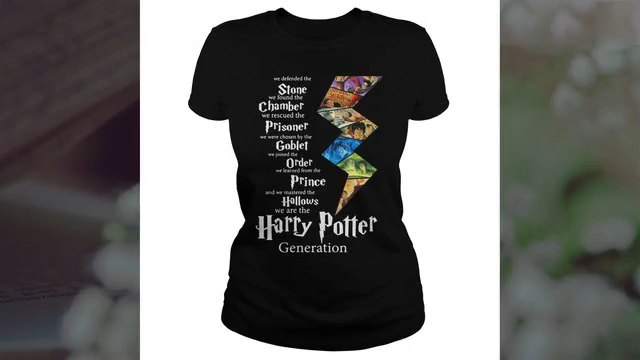 we defended the
Stone
we found the
Chamber
we rescued the
Prisoner
we were chosen by the
Goblet
we joined the
Order
we learned from the
Prince
and we mastered the
Hallows
we are the
Harry Potter
Generation